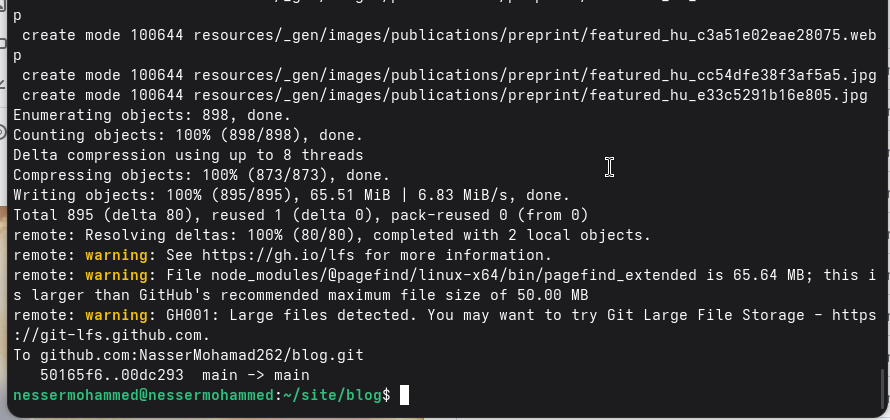 p
 create mode 100644 resources/_gen/images/publications/preprint/featured_hu_c3a51e02eae28075.web
p
 create mode 100644 resources/_gen/images/publications/preprint/featured_hu_cc54dfe38f3af5a5.jpg
 create mode 100644 resources/_gen/images/publications/preprint/featured_hu_e33c5291b16e805.jpg
Enumerating objects: 898, done.
Counting objects: 100% (898/898), done.
Delta compression using up to 8 threads
Compressing objects: 100% (873/873), done.
Writing objects: 100% (895/895), 65.51 MiB | 6.83 MiB/s, done.
Total 895 (delta 80), reused 1 (delta 0), pack-reused 0 (from 0)
remote: Resolving deltas: 100% (80/80), completed with 2 local objects.
remote: warning: See https://gh.io/lfs for more information.
remote: warning: File node_modules/@pagefind/linux-x64/bin/pagefind_extended is 65.64 MB; this i
s larger than GitHub's recommended maximum file size of 50.00 MB
remote: warning: GH001: Large files detected. You may want to try Git Large File Storage - https
://git-lfs.github.com.
To github.com:NasserMohamad262/blog.git
   50165f6..00dc293  main -> main
nessermohammed@nessermohammed:~/site/blog$